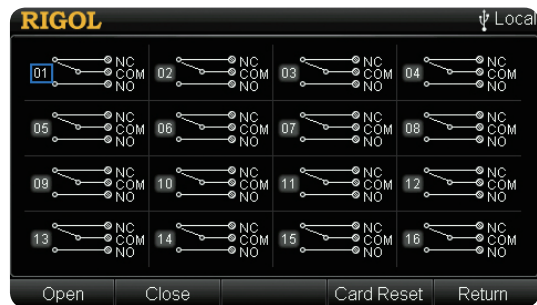 RIGOL Local
01 NC COM NO 02 NC COM NO 03 NC COM NO 04 NC COM NO
05 NC COM NO 06 NC COM NO 07 NC COM NO 08 NC COM NO
09 NC COM NO 10 NC COM NO 11 NC COM NO 12 NC COM NO
13 NC COM NO 14 NC COM NO 15 NC COM NO 16 NC COM NO
Open Close Card Reset Return